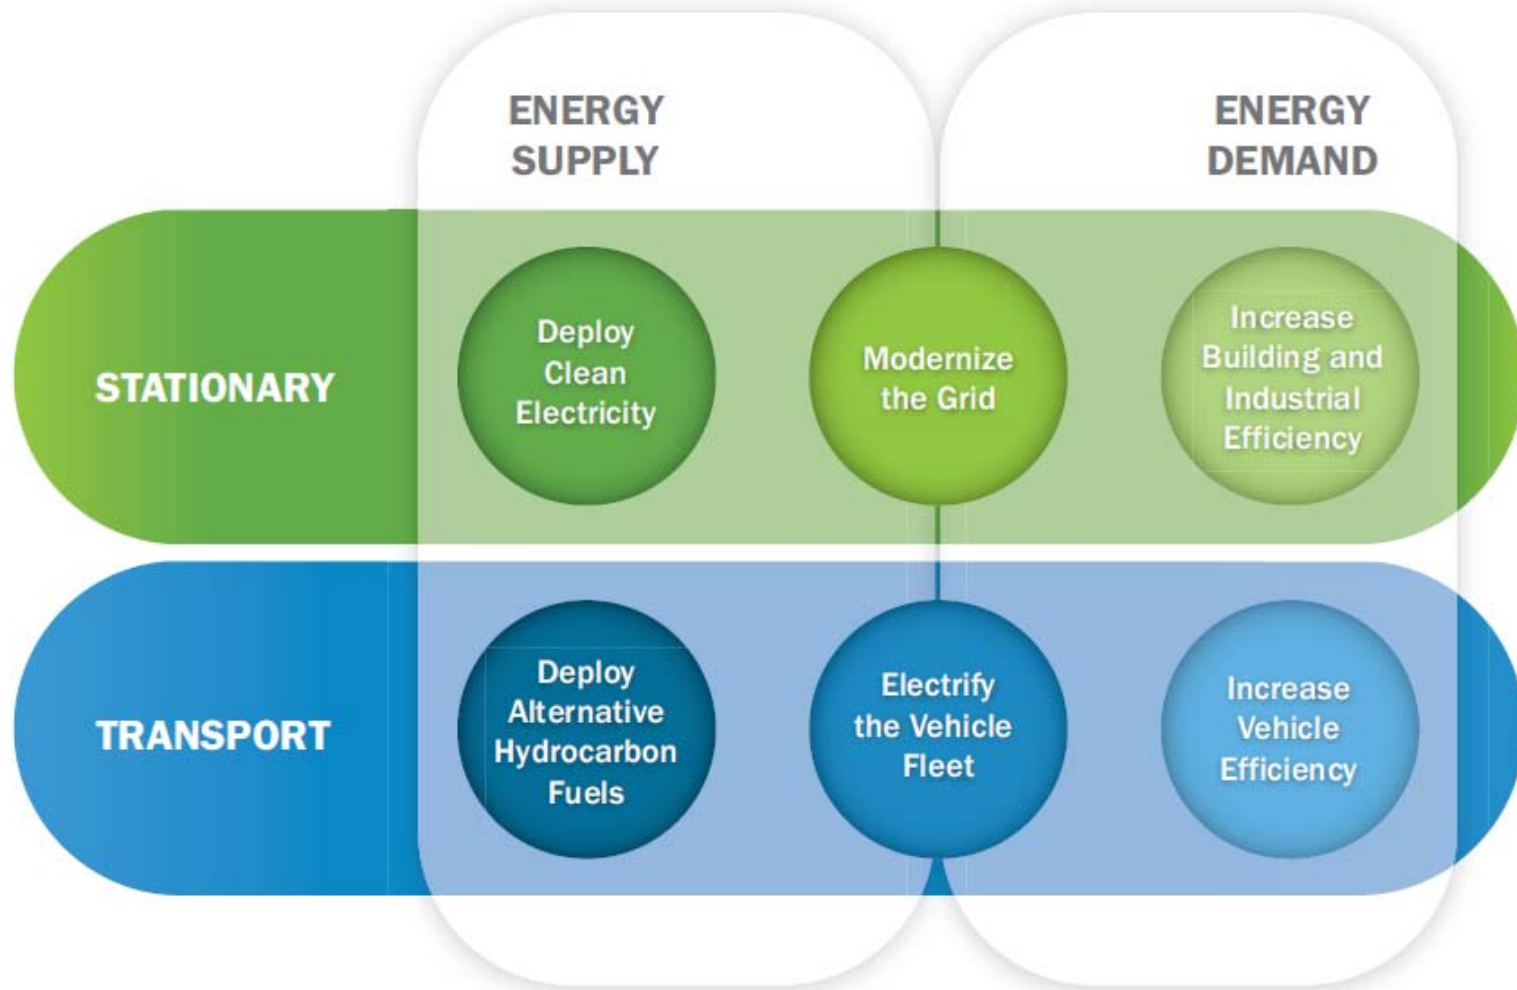 ENERGY
SUPPLY
ENERGY
DEMAND
STATIONARY
Deploy
Clean
Electricity
Modernize
the Grid
Increase
Building and
Industrial
Efficiency
TRANSPORT
Deploy
Alternative
Hydrocarbon
Fuels
Electrify
the Vehicle
Fleet
Increase
Vehicle
Efficiency